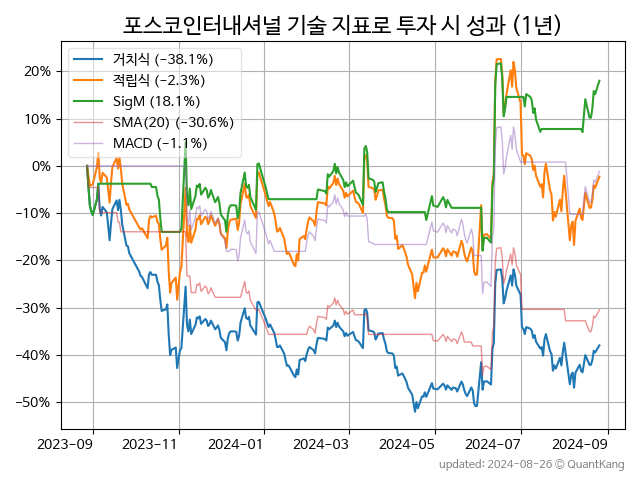 포스코인터내셔널 기술 지표로 투자 시 성과 (1년)
거치식 (-38.1%)
적립식 (-2.3%)
SigM (18.1%)
SMA(20) (-30.6%)
MACD (-1.1%)
20%
10%
0%
-10%
-20%
-30%
-40%
-50%
2023-09 2023-11 2024-01 2024-03 2024-05 2024-07 2024-09
updated: 2024-08-26 © QuantKang